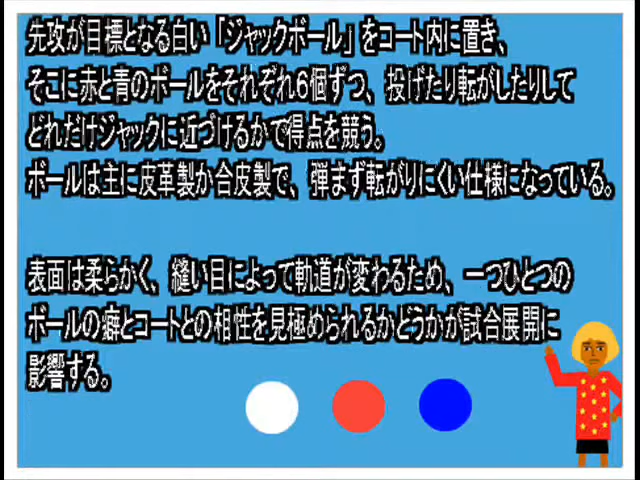 先攻が目標となる白い「ジャックボール」をコート内に置き、
そこに赤と青のボールをそれぞれ6個ずつ、投げたり転がしたりして
どれだけジャックに近づけるかで得点を競う。
ボールは主に皮革製か合皮製で、弾まず転がりにくい仕様になっている。
表面は柔らかく、縫い目によって軌道が変わるため、一つひとつの
ボールの癖とコートとの相性を見極められるかどうかが試合展開に
影響する。